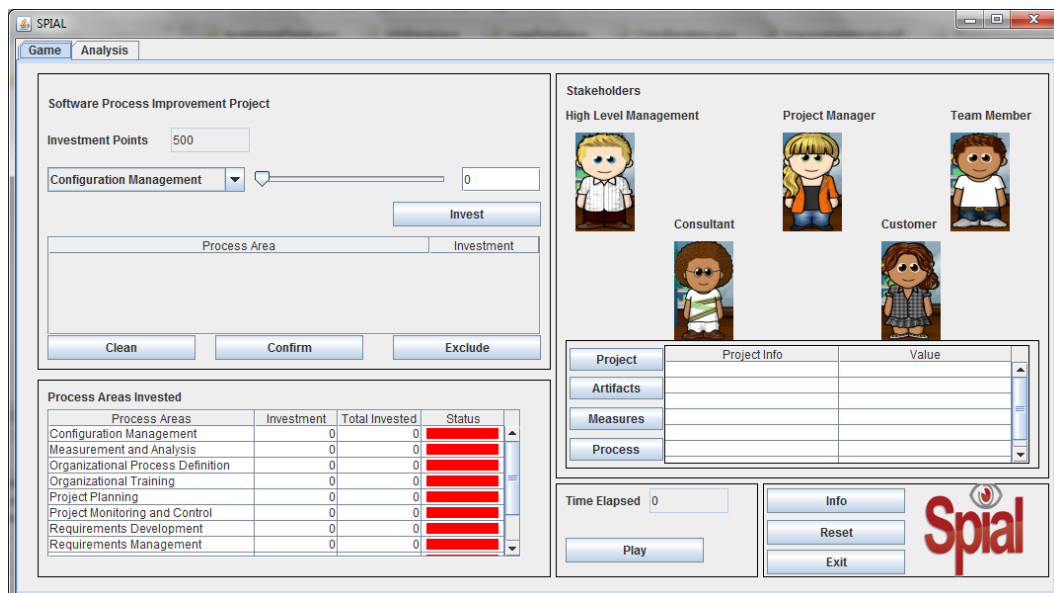 SPIAL
Game Analysis
Software Process Improvement Project
Investment Points 500
Configuration Management 0
Invest
Process Area Investment
Clean Confirm Exclude
Process Areas Invested
Process Areas Investment Total Invested Status
Configuration Management 0 0
Measurement and Analysis 0 0
Organizational Process Definition 0 0
Organizational Training 0 0
Project Planning 0 0
Project Monitoring and Control 0 0
Requirements Development 0 0
Requirements Management 0 0
Stakeholders
High Level Management Project Manager Team Member
Consultant Customer
Project Info Value
Project
Artifacts
Measures
Process
Time Elapsed 0
Play
Info
Reset
Exit
Spial